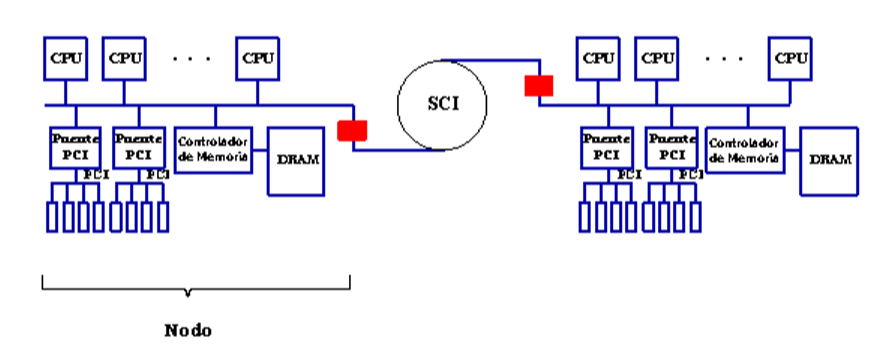 CPU CPU . . . CPU
SCI
CPU CPU . . . CPU
Puente
PCI
Puente
PCI
Controlador
de Memoria
DRAM
PCI
PCI
Puente
PCI
Puente
PCI
Controlador
de Memoria
DRAM
PCI
PCI
Nodo